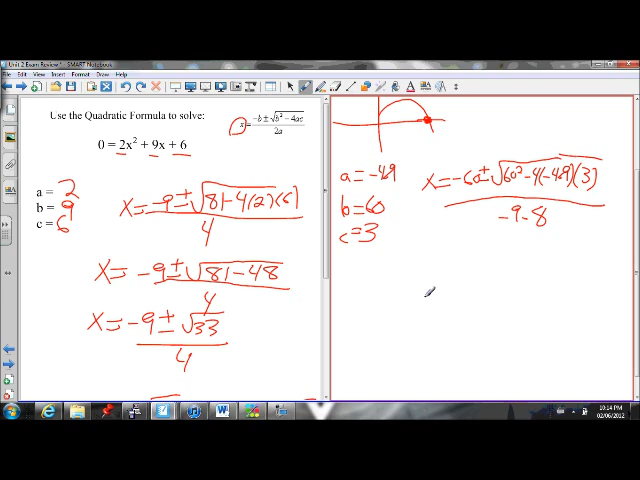 Unit 2 Exam Review * - SMART Notebook
File Edit View Insert Format Draw Help
Use the Quadratic Formula to solve:
x = -b ± √b² - 4ac
2a
0 = 2x² + 9x + 6
a = 2
b = 9
c = 6
x = -9 ± √81 - 4(2)(6)
4
x = -9 ± √81 - 48
4
x = -9 ± √33
4
a = -4.9
b = 60
c = 3
x = -60 ± √60² - 4(-4.9)(3)
-9.8
10:14 PM
02/06/2012